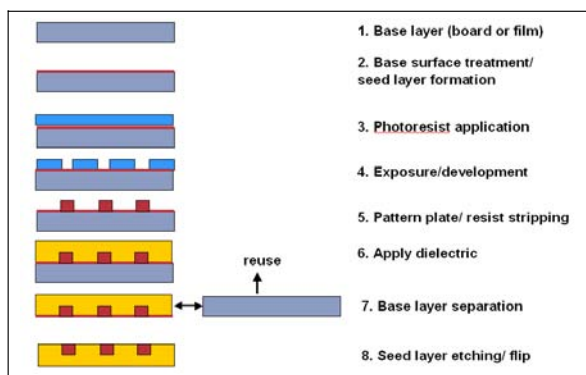 1. Base layer (board or film)
2. Base surface treatment/
seed layer formation
3. Photoresist application
4. Exposure/development
5. Pattern plate/ resist stripping
6. Apply dielectric
reuse
7. Base layer separation
8. Seed layer etching/ flip